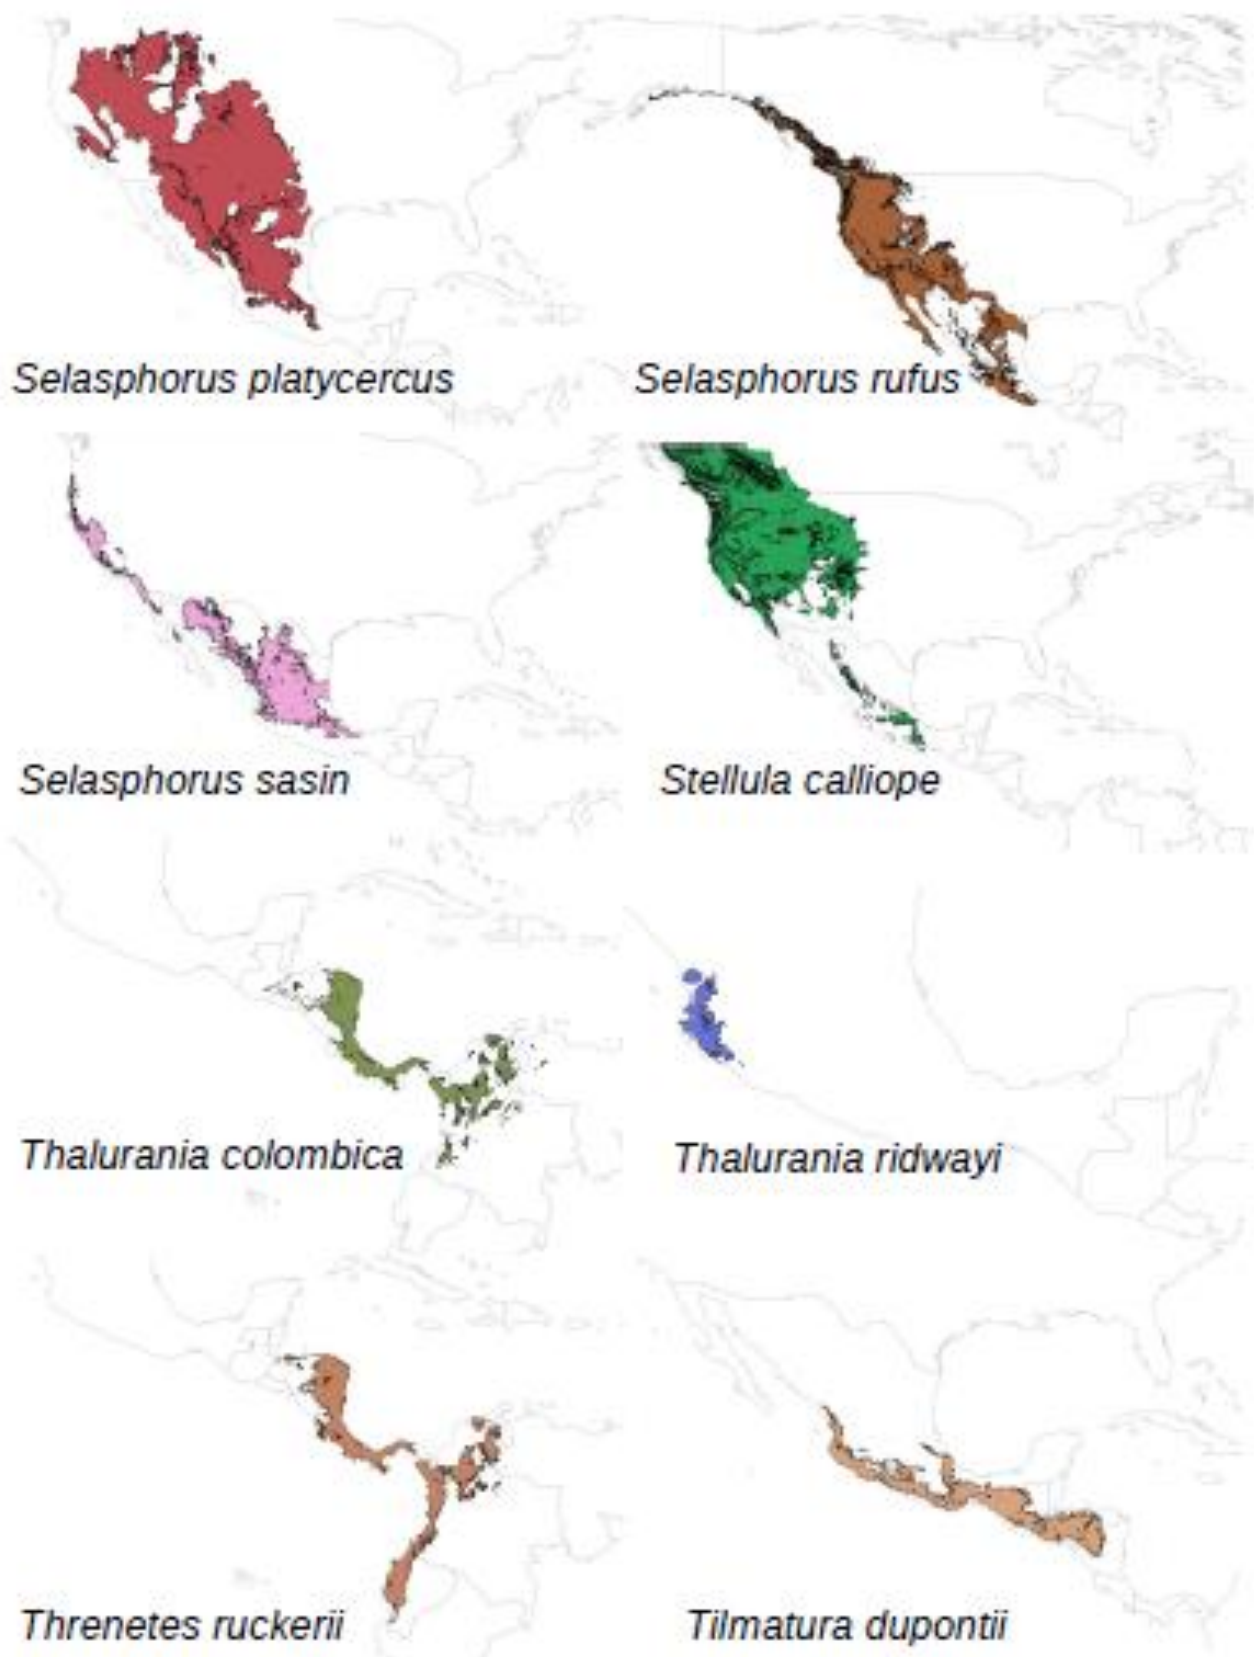 Selasphorus platycercus
Selasphorus rufus
Selasphorus sasin
Stellula calliope
Thalurania colombica
Thalurania ridwayi
Threnetes ruckerii
Tilmatura dupontii